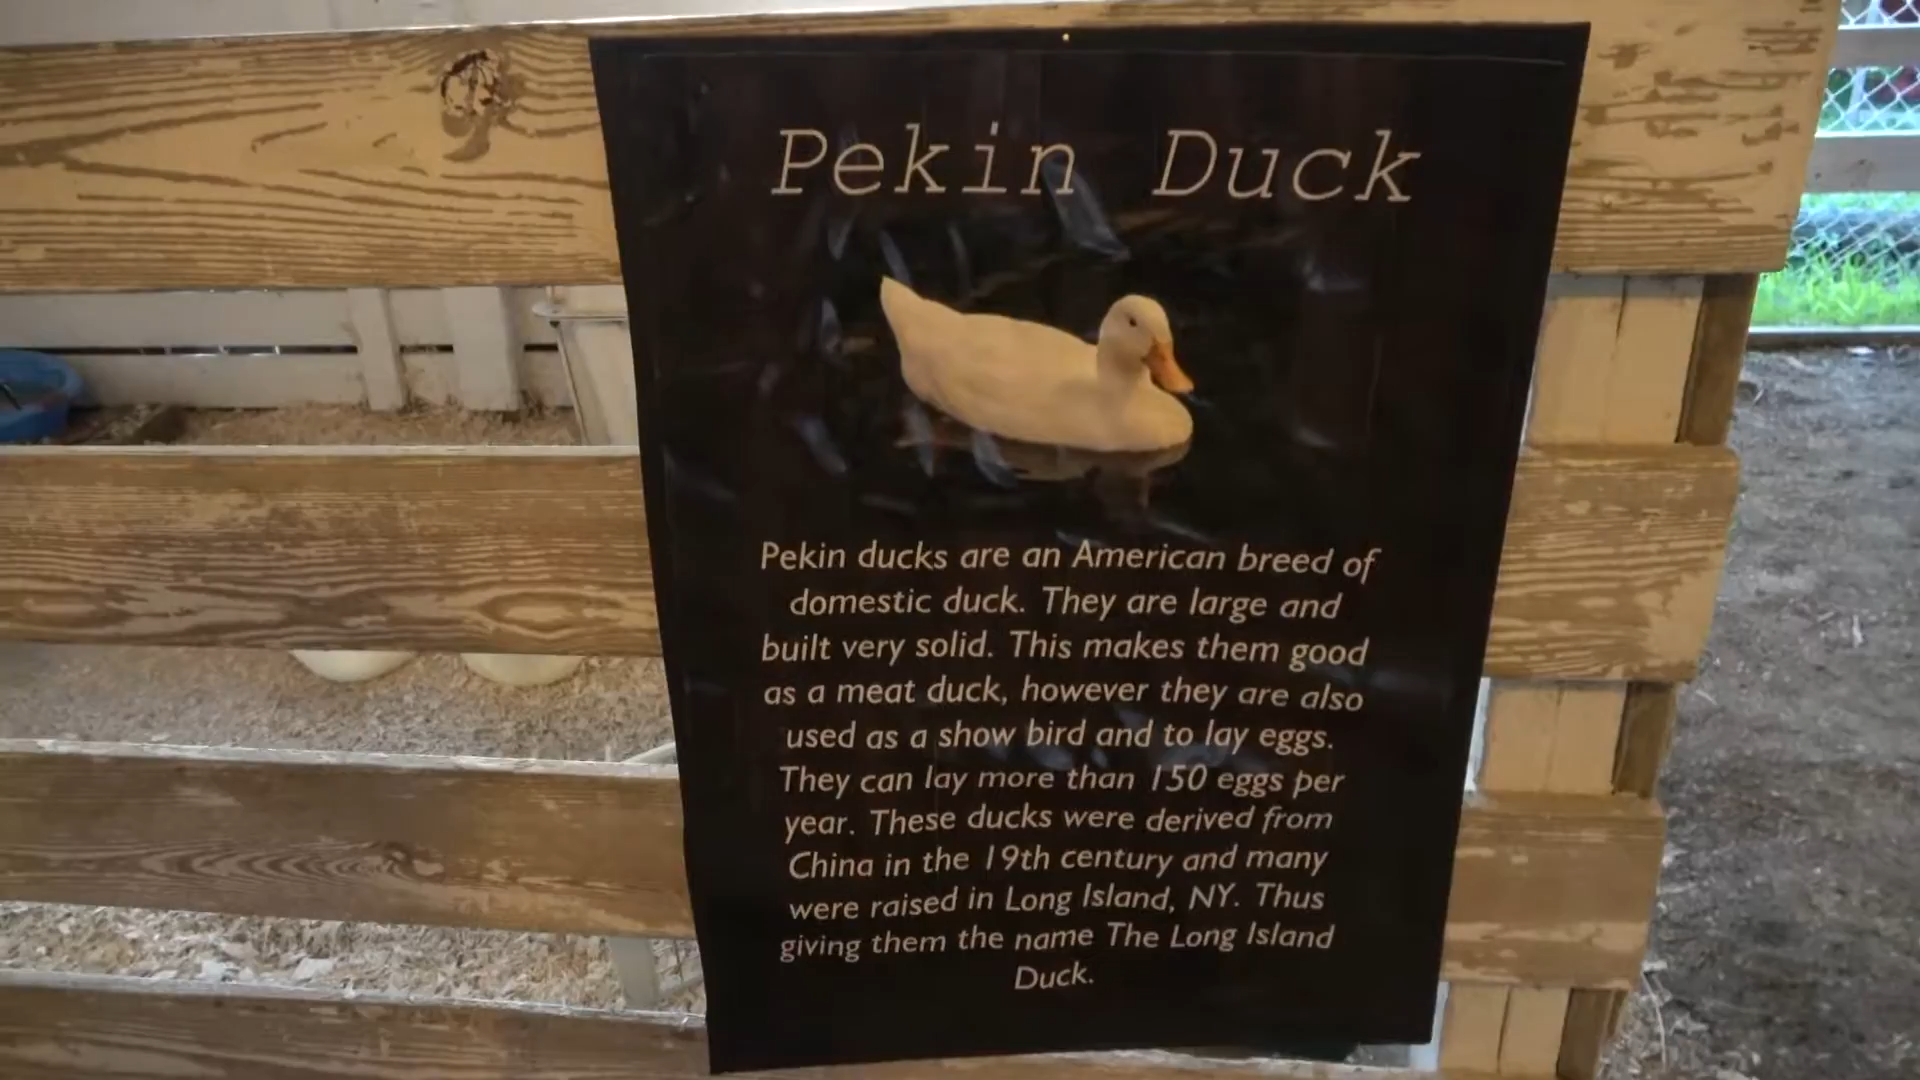 Pekin Duck
Pekin ducks are an American breed of
domestic duck. They are large and
built very solid. This makes them good
as a meat duck, however they are also
used as a show bird and to lay eggs.
They can lay more than 150 eggs per
year. These ducks were derived from
China in the 19th century and many
were raised in Long Island, NY. Thus
giving them the name The Long Island
Duck.